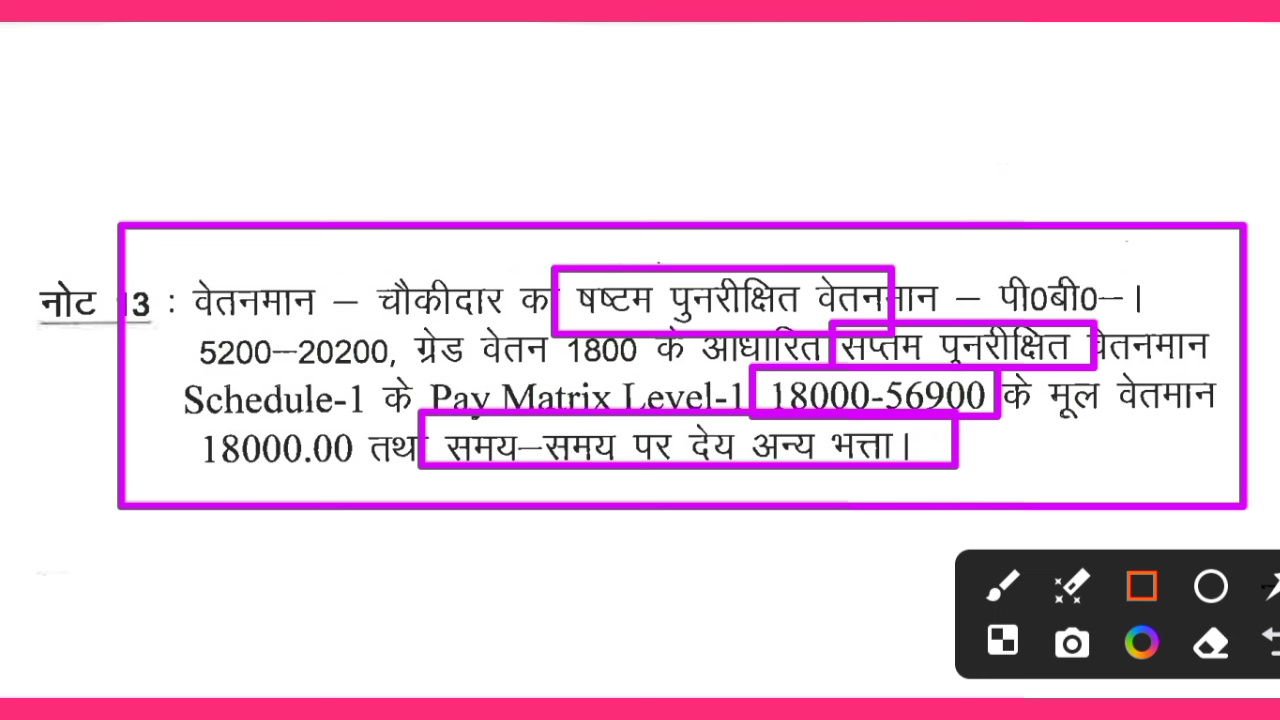 नोट 13 : वेतनमान – चौकीदार का षष्टम पुनरीक्षित वेतनमान – पी0बी0–।
5200–20200, ग्रेड वेतन 1800 के आधारित सप्तम पुनरीक्षित वेतनमान
Schedule-1 के Pay Matrix Level-1 18000-56900 के मूल वेतमान
18000.00 तथा समय–समय पर देय अन्य भत्ता।